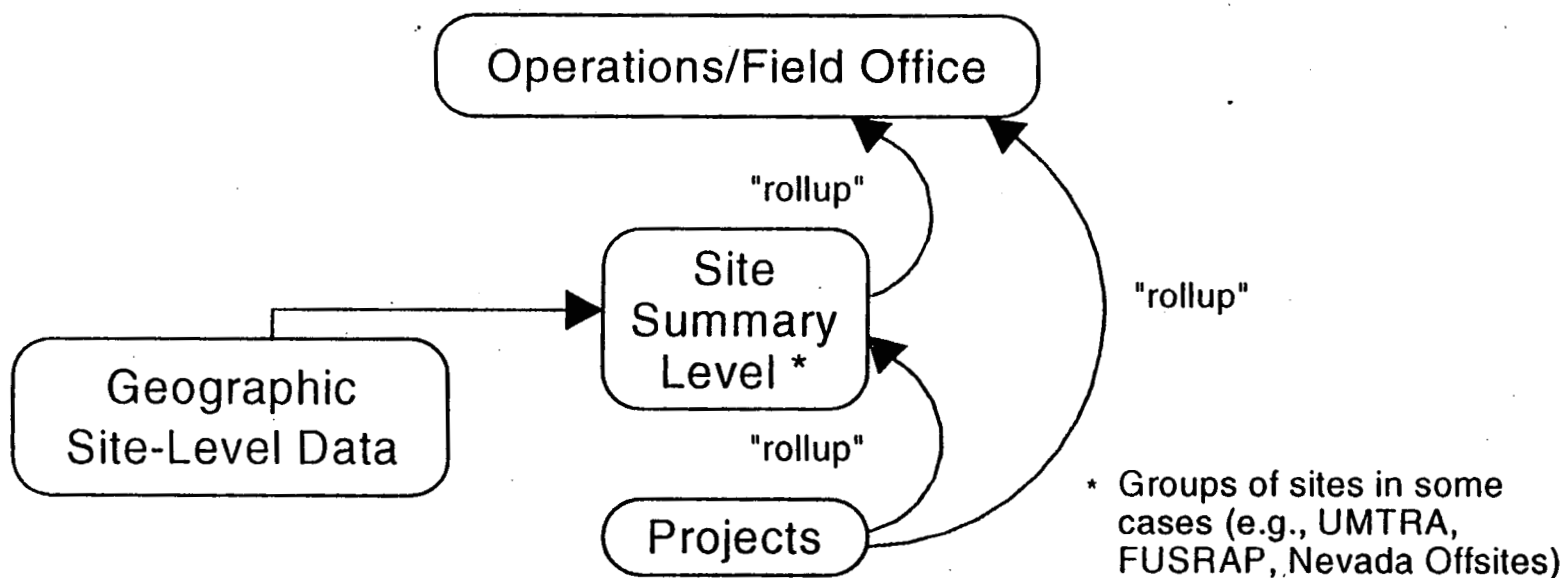 Operations/Field Office
"rollup"
Site
Summary
Level *
"rollup"
Geographic
Site-Level Data
"rollup"
Projects
* Groups of sites in some
cases (e.g., UMTRA,
FUSRAP, Nevada Offsites)